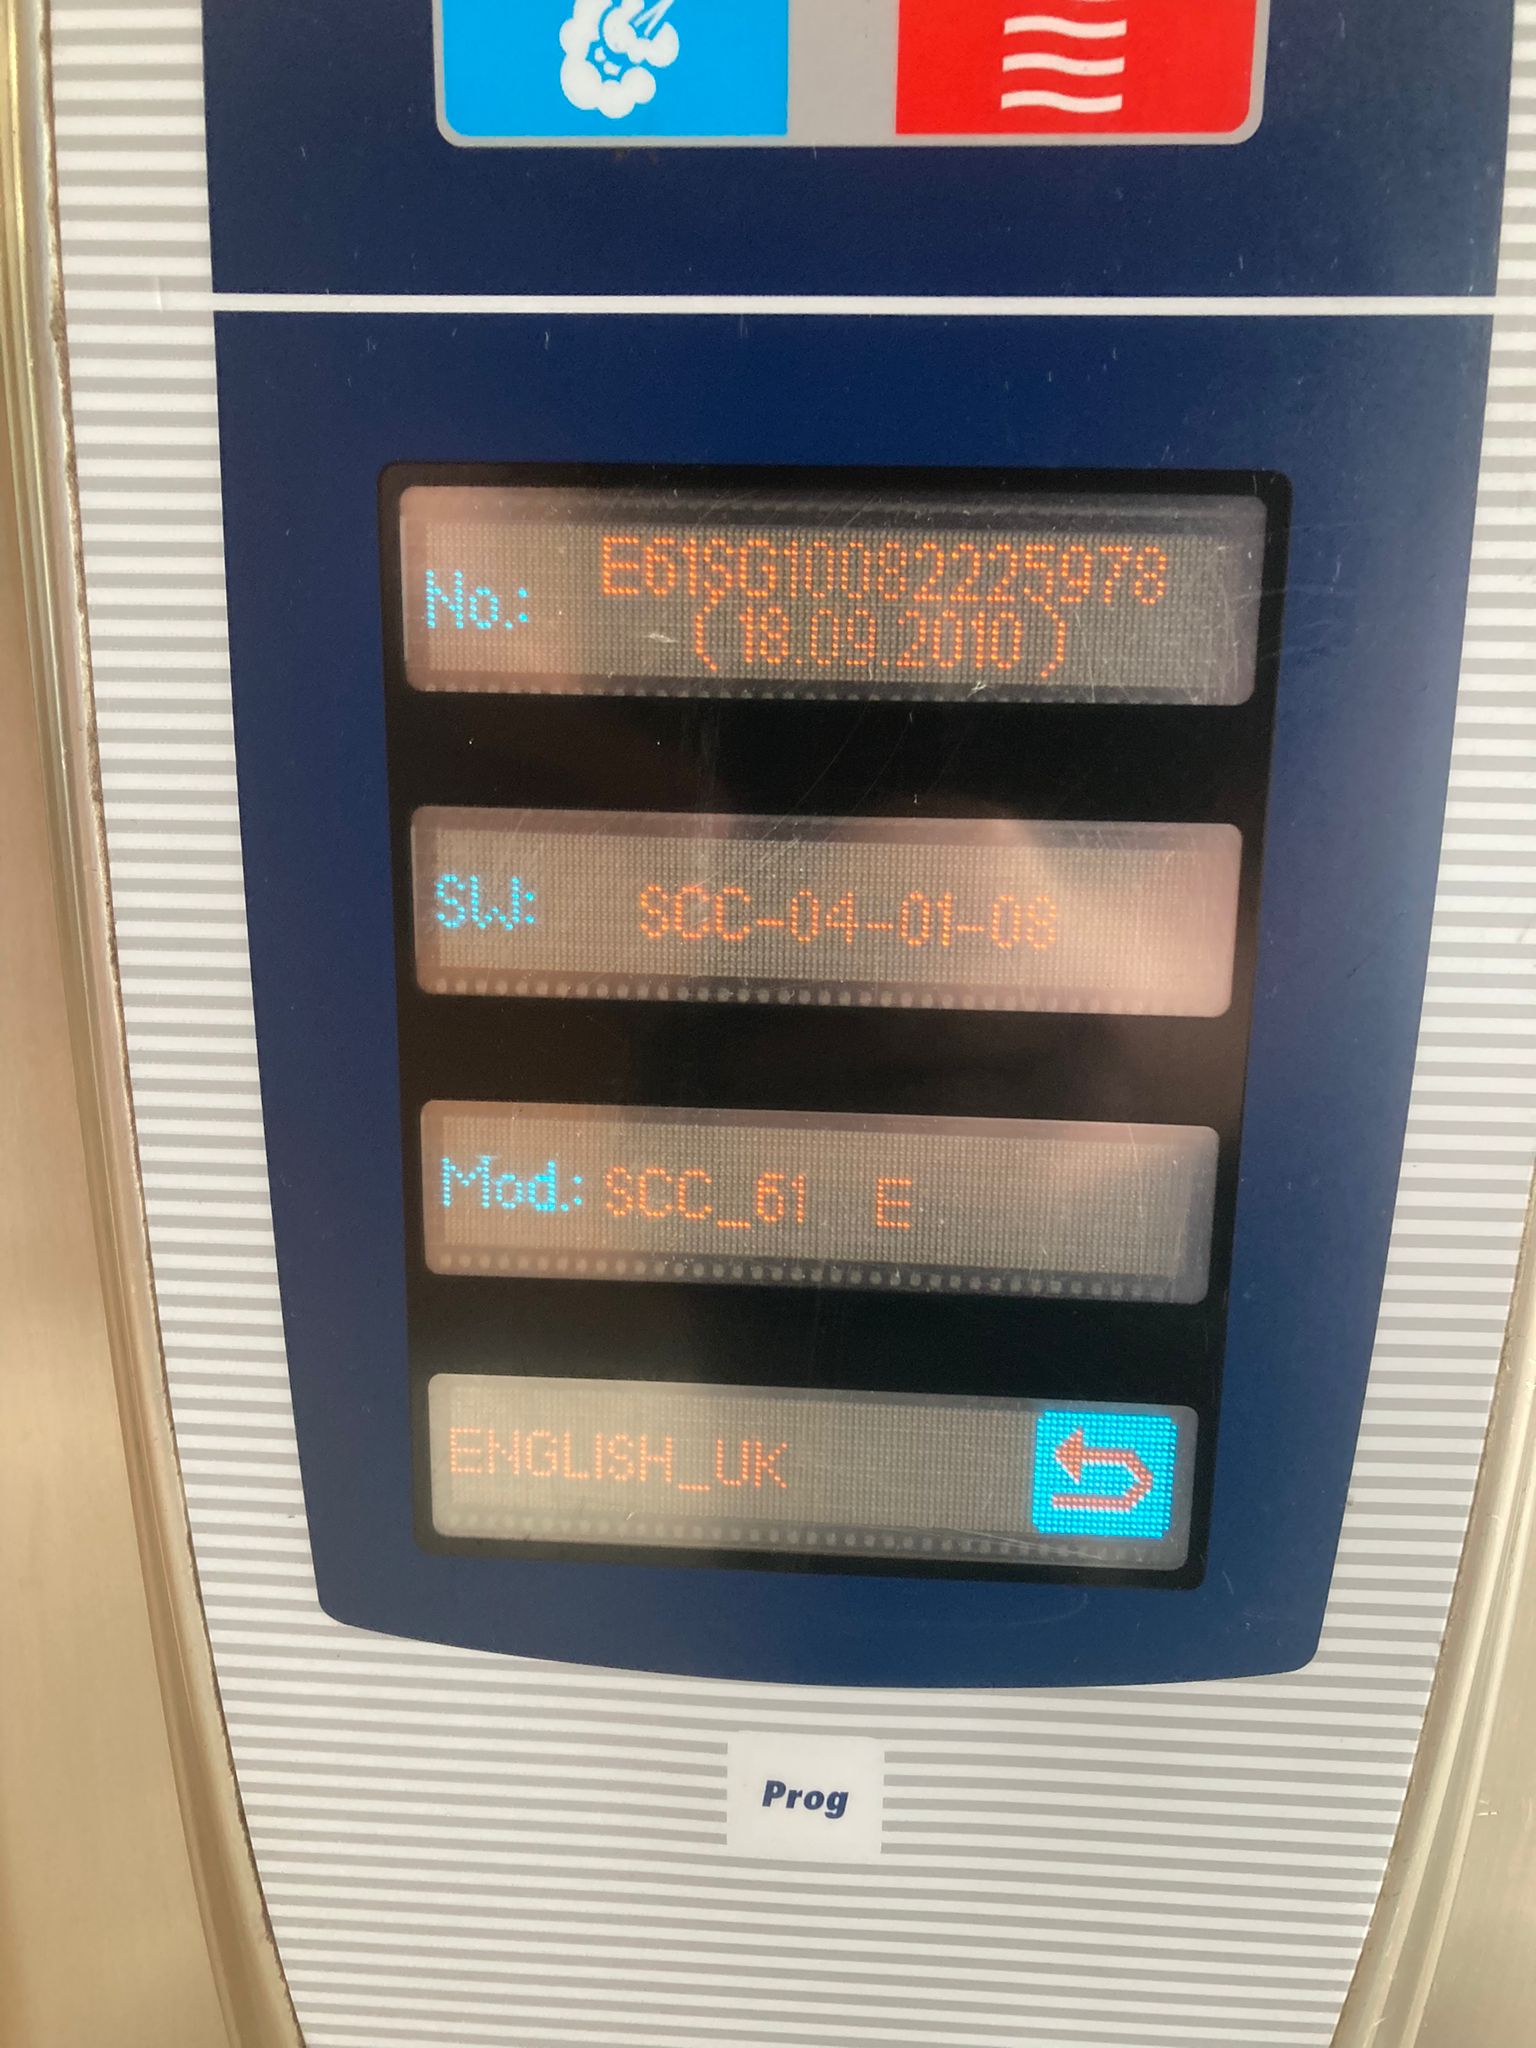 No.: E61SG10082225978
( 18.09.2010 )
SW: SCC-04-01-08
Mod.: SCC_61 E
ENGLISH_UK
Prog